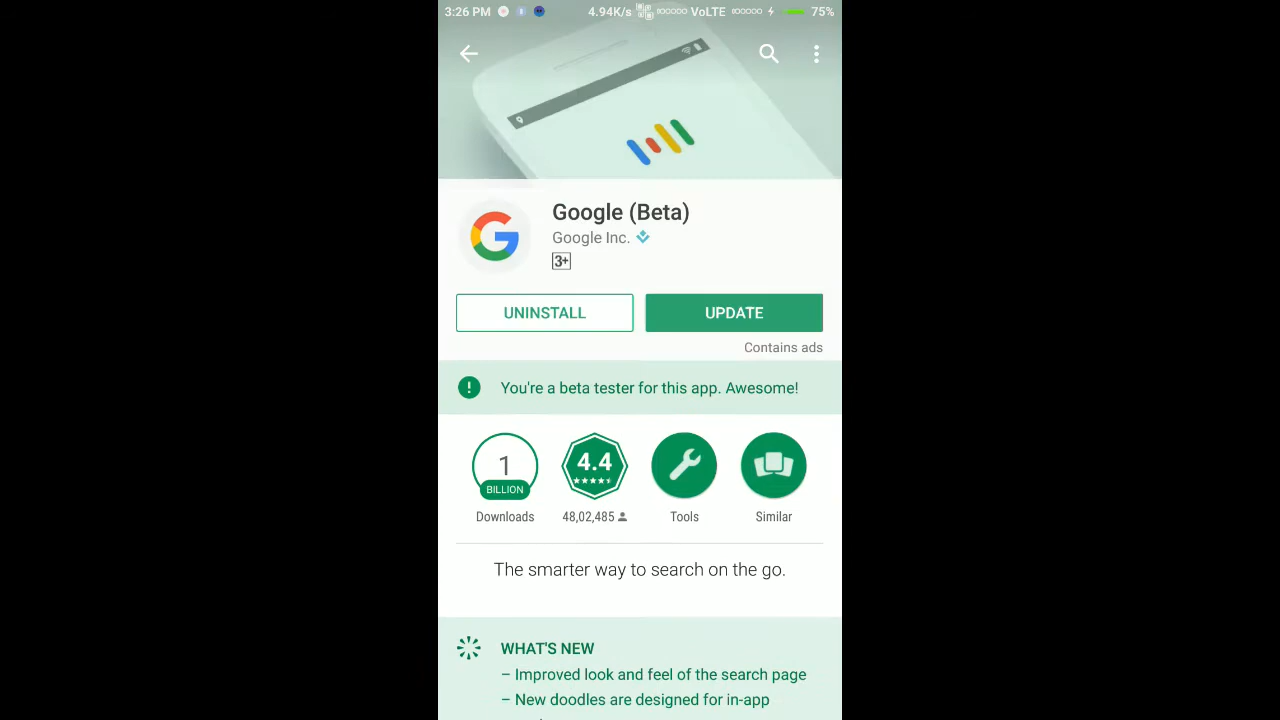 3:26 PM 4.94K/s VoLTE 75%
Google (Beta)
Google Inc.
3+
UNINSTALL UPDATE
Contains ads
You're a beta tester for this app. Awesome!
1 4.4
BILLION
Downloads 48,02,485 Tools Similar
The smarter way to search on the go.
WHAT'S NEW
– Improved look and feel of the search page
– New doodles are designed for in-app